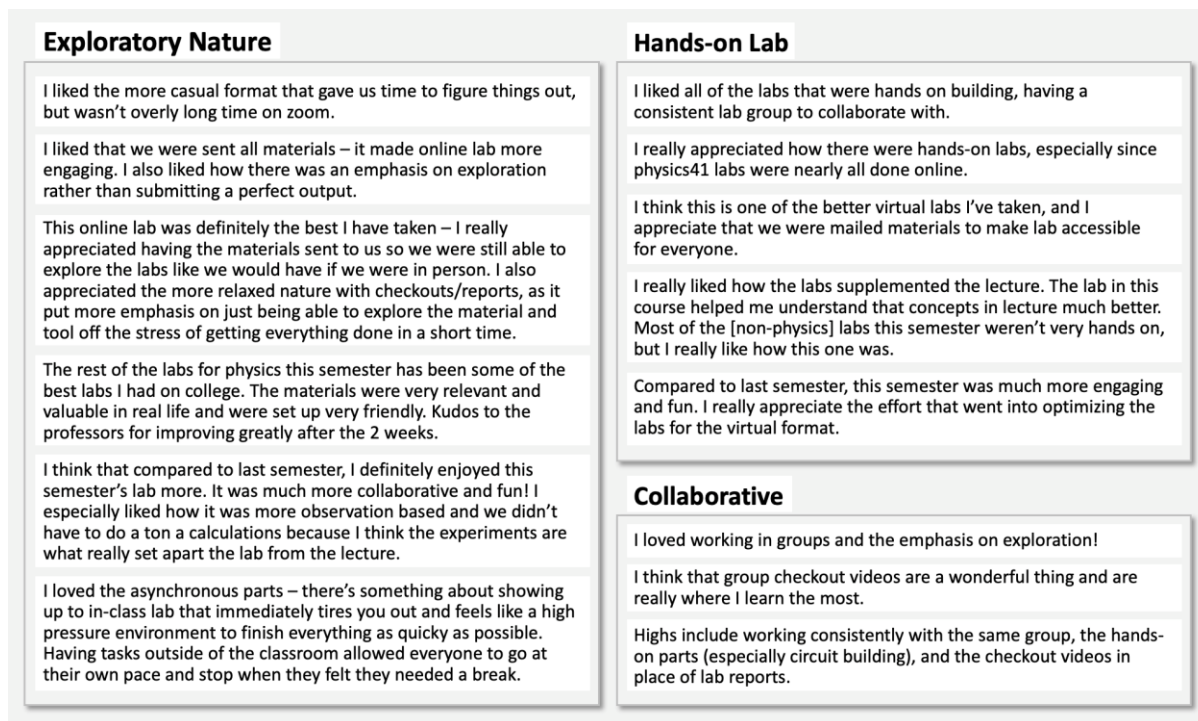 Exploratory Nature
I liked the more casual format that gave us time to figure things out,
but wasn't overly long time on zoom.
I liked that we were sent all materials – it made online lab more
engaging. I also liked how there was an emphasis on exploration
rather than submitting a perfect output.
This online lab was definitely the best I have taken – I really
appreciated having the materials sent to us so we were still able to
explore the labs like we would have if we were in person. I also
appreciated the more relaxed nature with checkouts/reports, as it
put more emphasis on just being able to explore the material and
tool off the stress of getting everything done in a short time.
The rest of the labs for physics this semester has been some of the
best labs I had on college. The materials were very relevant and
valuable in real life and were set up very friendly. Kudos to the
professors for improving greatly after the 2 weeks.
I think that compared to last semester, I definitely enjoyed this
semester's lab more. It was much more collaborative and fun! I
especially liked how it was more observation based and we didn't
have to do a ton a calculations because I think the experiments are
what really set apart the lab from the lecture.
I loved the asynchronous parts – there's something about showing
up to in-class lab that immediately tires you out and feels like a high
pressure environment to finish everything as quicky as possible.
Having tasks outside of the classroom allowed everyone to go at
their own pace and stop when they felt they needed a break.
Hands-on Lab
I liked all of the labs that were hands on building, having a
consistent lab group to collaborate with.
I really appreciated how there were hands-on labs, especially since
physics41 labs were nearly all done online.
I think this is one of the better virtual labs I've taken, and I
appreciate that we were mailed materials to make lab accessible
for everyone.
I really liked how the labs supplemented the lecture. The lab in this
course helped me understand that concepts in lecture much better.
Most of the [non-physics] labs this semester weren't very hands on,
but I really like how this one was.
Compared to last semester, this semester was much more engaging
and fun. I really appreciate the effort that went into optimizing the
labs for the virtual format.
Collaborative
I loved working in groups and the emphasis on exploration!
I think that group checkout videos are a wonderful thing and are
really where I learn the most.
Highs include working consistently with the same group, the hands-
on parts (especially circuit building), and the checkout videos in
place of lab reports.